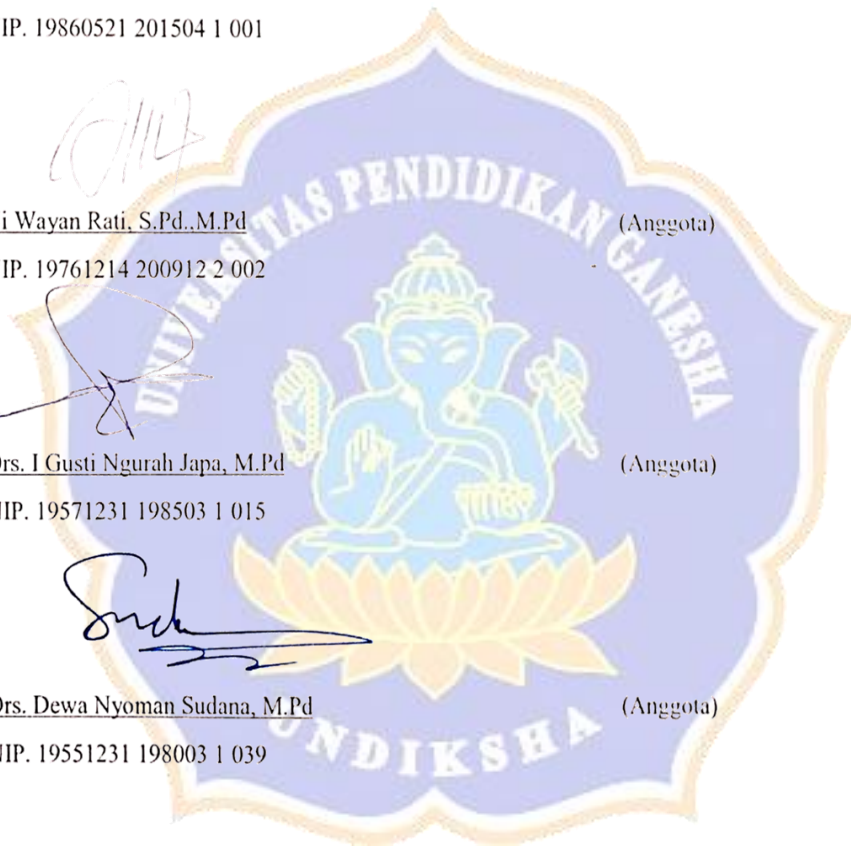 IP. 19860521 201504 1 001
i Wayan Rati, S.Pd.,M.Pd (Anggota)
IP. 19761214 200912 2 002
Drs. I Gusti Ngurah Japa, M.Pd (Anggota)
NIP. 19571231 198503 1 015
Drs. Dewa Nyoman Sudana, M.Pd (Anggota)
NIP. 19551231 198003 1 039
UNIVERSITAS PENDIDIKAN GANESHA
UNDIKSHA